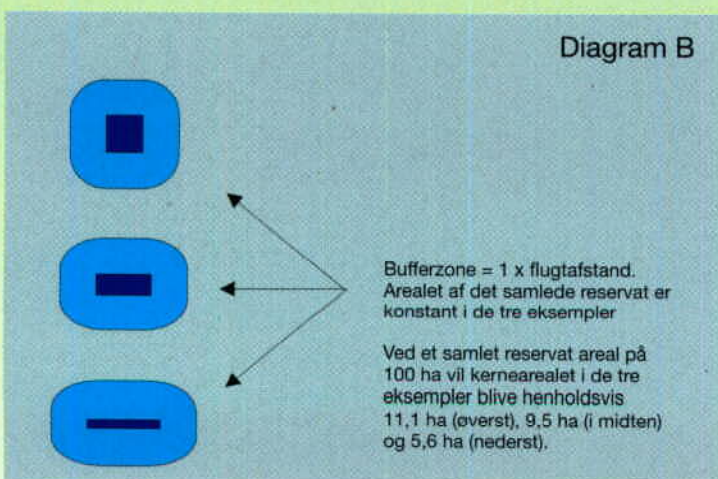 Diagram B
Bufferzone = 1 x flugtafstand.
Arealet af det samlede reservat er
konstant i de tre eksempler
Ved et samlet reservat areal på
100 ha vil kernearealet i de tre
eksempler blive henholdsvis
11,1 ha (øverst), 9,5 ha (i midten)
og 5,6 ha (nederst).